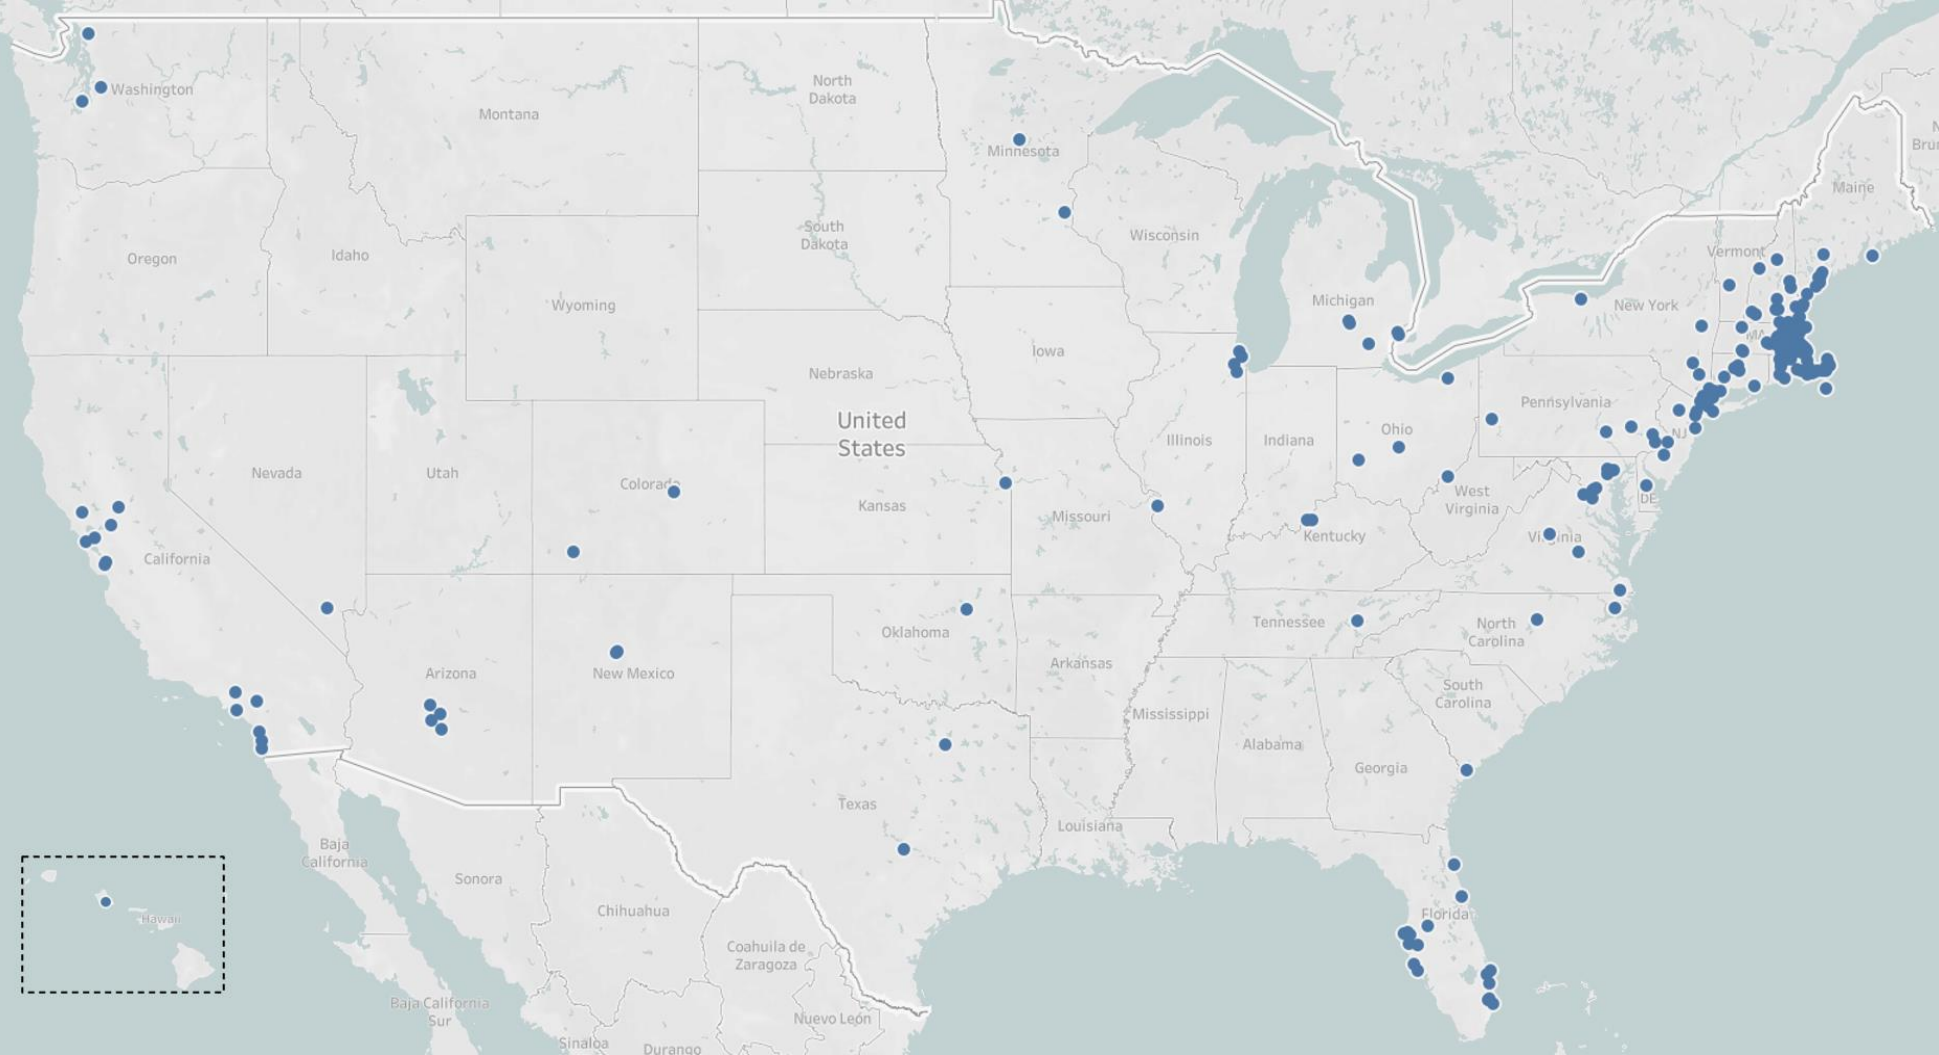 Washington
Montana
North
Dakota
Minnesota
Maine
Oregon
Idaho
Wyoming
South
Dakota
Wisconsin
Michigan
Vermont
New York
MA
Iowa
Nebraska
United
States
Illinois
Indiana
Ohio
Pennsylvania
NJ
Nevada
Utah
Colorado
Kansas
Missouri
West
Virginia
DE
Kentucky
Virginia
California
Arizona
New Mexico
Oklahoma
Arkansas
Tennessee
North
Carolina
South
Carolina
Mississippi
Alabama
Georgia
Texas
Louisiana
Florida
Baja
California
Sonora
Chihuahua
Coahuila de
Zaragoza
Hawaii
Baja California
Sur
Sinaloa
Durango
Nuevo León